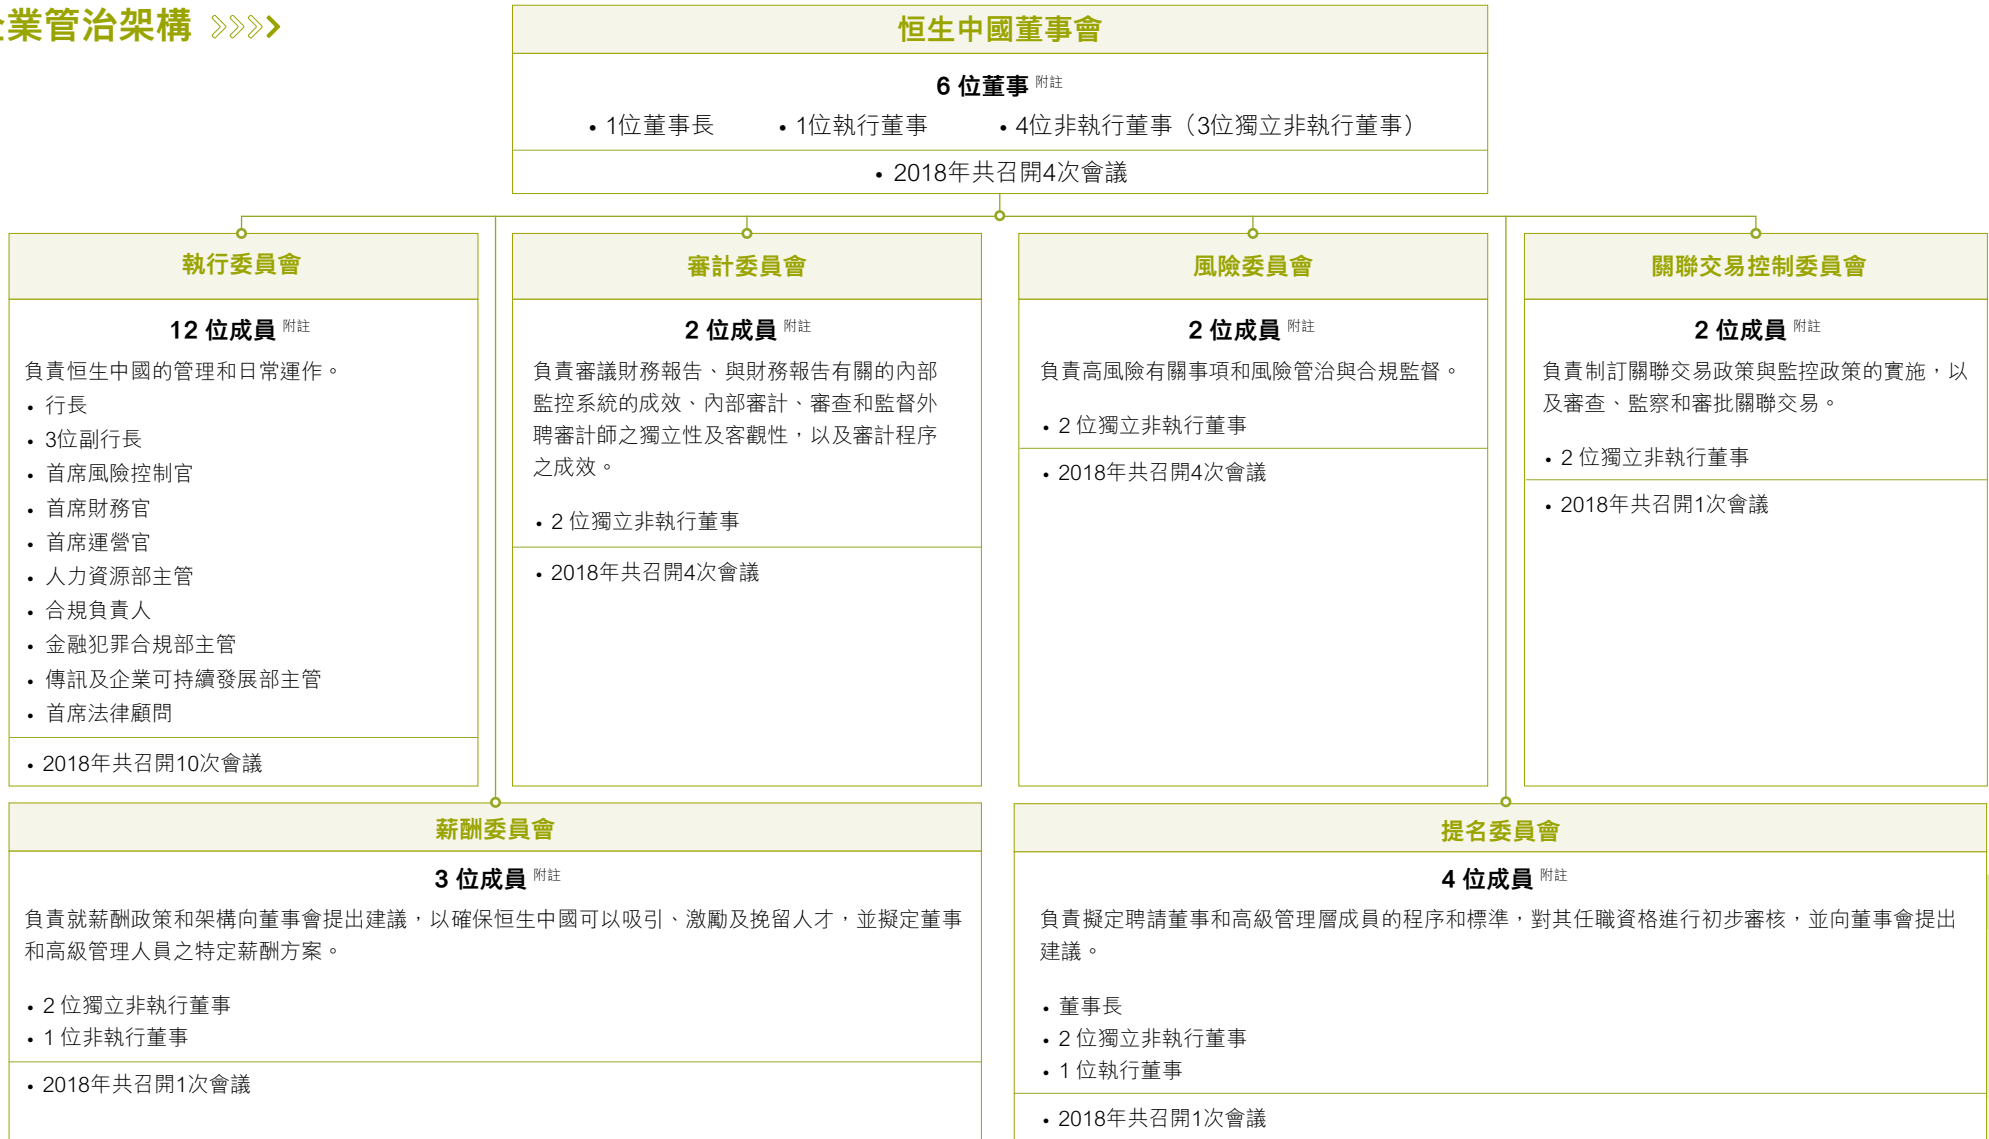 業管治架構
恒生中國董事會
6 位董事 附註
• 1位董事長 • 1位執行董事 • 4位非執行董事（3位獨立非執行董事）
• 2018年共召開4次會議
執行委員會
12 位成員 附註
負責恒生中國的管理和日常運作。
• 行長
• 3位副行長
• 首席風險控制官
• 首席財務官
• 首席運營官
• 人力資源部主管
• 合規負責人
• 金融犯罪合規部主管
• 傳訊及企業可持續發展部主管
• 首席法律顧問
• 2018年共召開10次會議
審計委員會
2 位成員 附註
負責審議財務報告、與財務報告有關的內部
監控系統的成效、內部審計、審查和監督外
聘審計師之獨立性及客觀性，以及審計程序
之成效。
• 2 位獨立非執行董事
• 2018年共召開4次會議
風險委員會
2 位成員 附註
負責高風險有關事項和風險管治與合規監督。
• 2 位獨立非執行董事
• 2018年共召開4次會議
關聯交易控制委員會
2 位成員 附註
負責制訂關聯交易政策與監控政策的實施，以
及審查、監察和審批關聯交易。
• 2 位獨立非執行董事
• 2018年共召開1次會議
薪酬委員會
3 位成員 附註
負責就薪酬政策和架構向董事會提出建議，以確保恒生中國可以吸引、激勵及挽留人才，並擬定董事
和高級管理人員之特定薪酬方案。
• 2 位獨立非執行董事
• 1 位非執行董事
• 2018年共召開1次會議
提名委員會
4 位成員 附註
負責擬定聘請董事和高級管理層成員的程序和標準，對其任職資格進行初步審核，並向董事會提出
建議。
• 董事長
• 2 位獨立非執行董事
• 1 位執行董事
• 2018年共召開1次會議